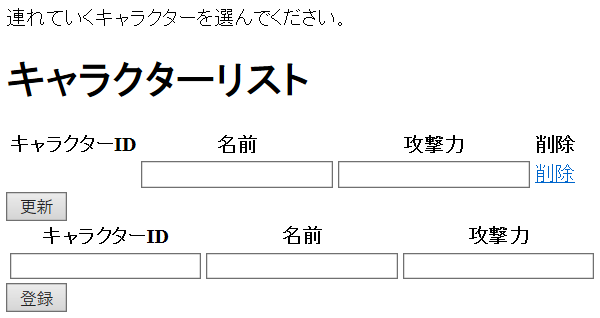 連れていくキャラクターを選んでください。
キャラクターリスト
キャラクターID 名前 攻撃力 削除
削除
更新
キャラクターID 名前 攻撃力
登録